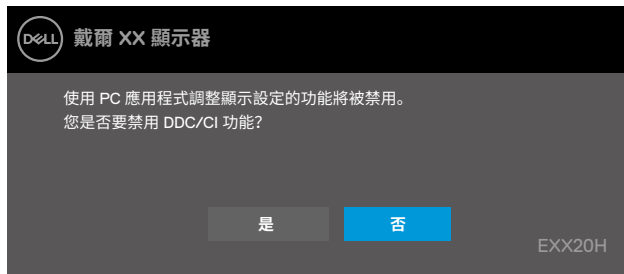 DELL 戴爾 XX 顯示器
使用 PC 應用程式調整顯示設定的功能將被禁用。
您是否要禁用 DDC/CI 功能?
是 否
EXX20H